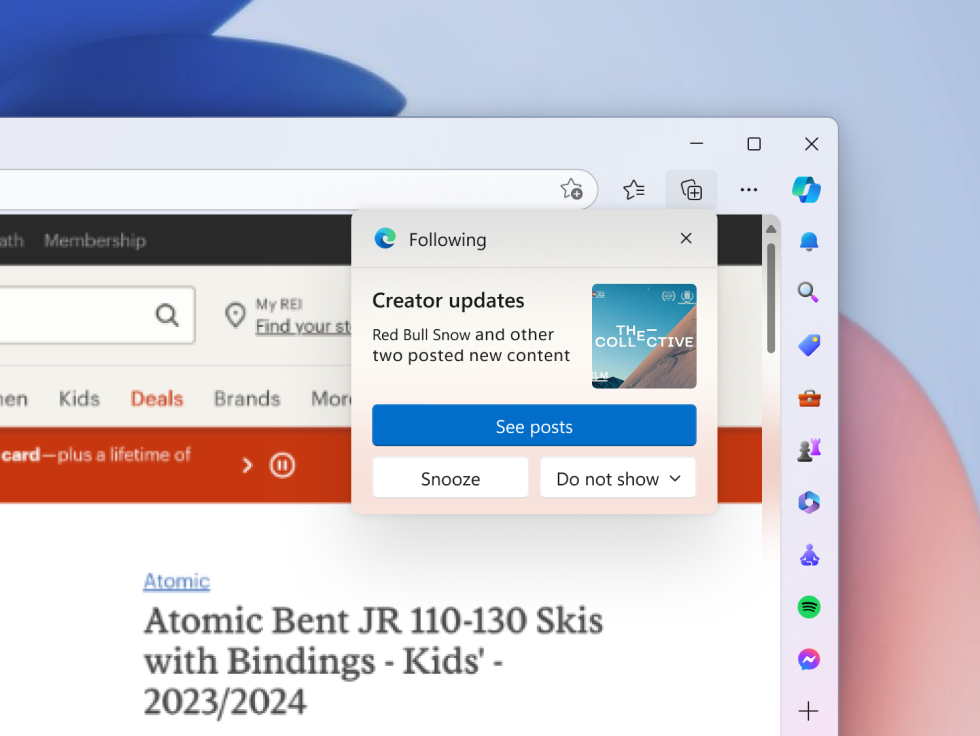 ath Membership
My REI
Find your st
en Kids Deals Brands Mor
card—plus a lifetime of
Following
Creator updates
Red Bull Snow and other
two posted new content
THE
COLLECTIVE
See posts
Snooze
Do not show
Atomic
Atomic Bent JR 110-130 Skis
with Bindings - Kids' -
2023/2024